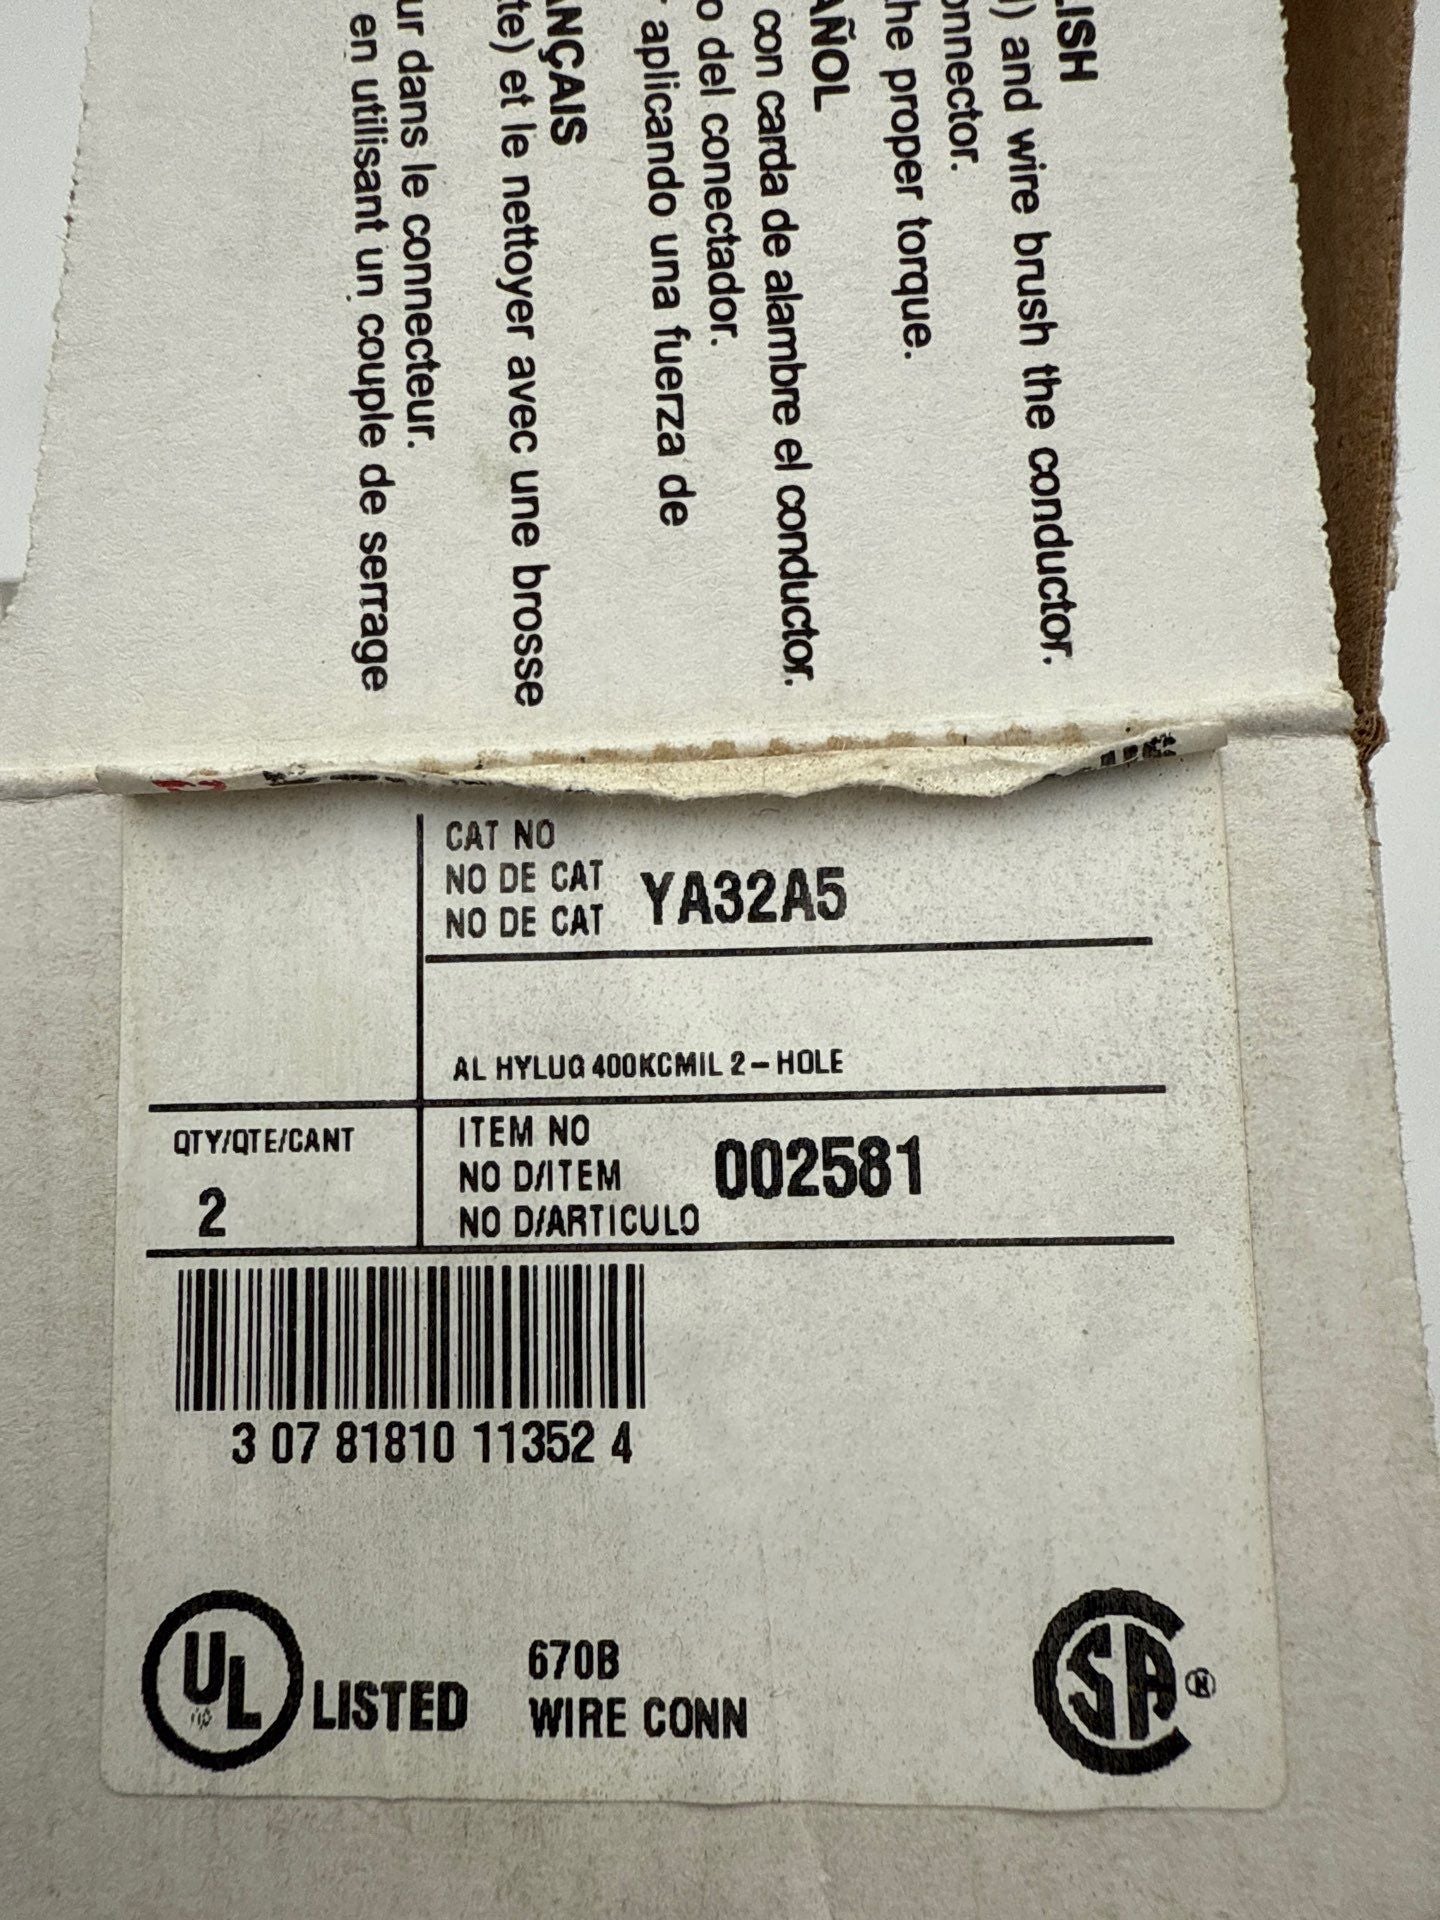 LISH
) and wire brush the conductor.
onnector.
he proper torque.
AÑOL
con carda de alambre el conductor.
o del conectador.
aplicando una fuerza de
ANÇAIS
te) et le nettoyer avec une brosse
ur dans le connecteur.
en utilisant un couple de serrage
CAT NO
NO DE CAT
NO DE CAT
YA32A5
AL HYLUG 400KCMIL 2-HOLE
QTY/QTE/CANT
2
ITEM NO
NO D/ITEM
NO D/ARTICULO
002581
3 07 81810 11352 4
UL
LISTED
670B
WIRE CONN
CSA